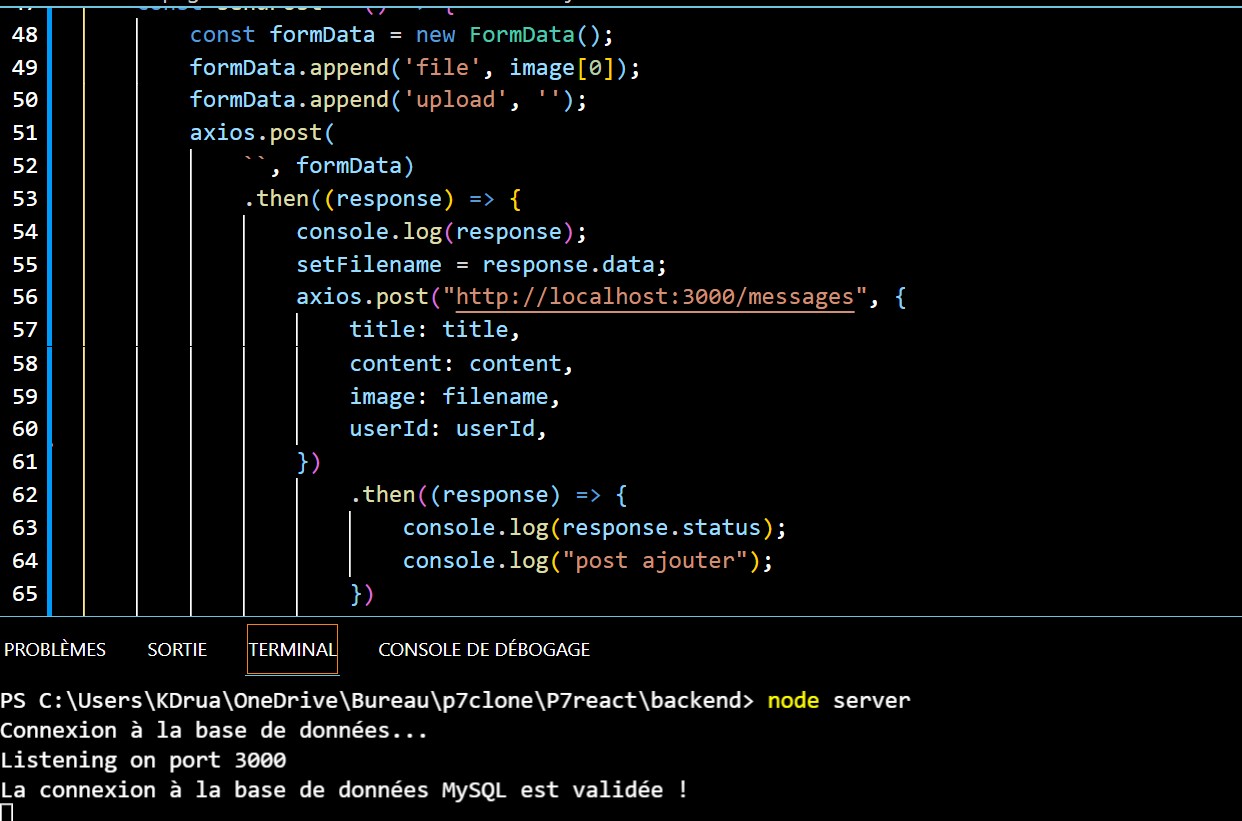 48 const formData = new FormData();
49 formData.append('file', image[0]);
50 formData.append('upload', '');
51 axios.post(
52 ``, formData)
53 .then((response) => {
54 console.log(response);
55 setFilename = response.data;
56 axios.post("http://localhost:3000/messages", {
57 title: title,
58 content: content,
59 image: filename,
60 userId: userId,
61 })
62 .then((response) => {
63 console.log(response.status);
64 console.log("post ajouter");
65 })
PROBLÈMES SORTIE TERMINAL CONSOLE DE DÉBOGAGE
PS C:\Users\KDrua\OneDrive\Bureau\p7clone\P7react\backend> node server
Connexion à la base de données...
Listening on port 3000
La connexion à la base de données MySQL est validée !